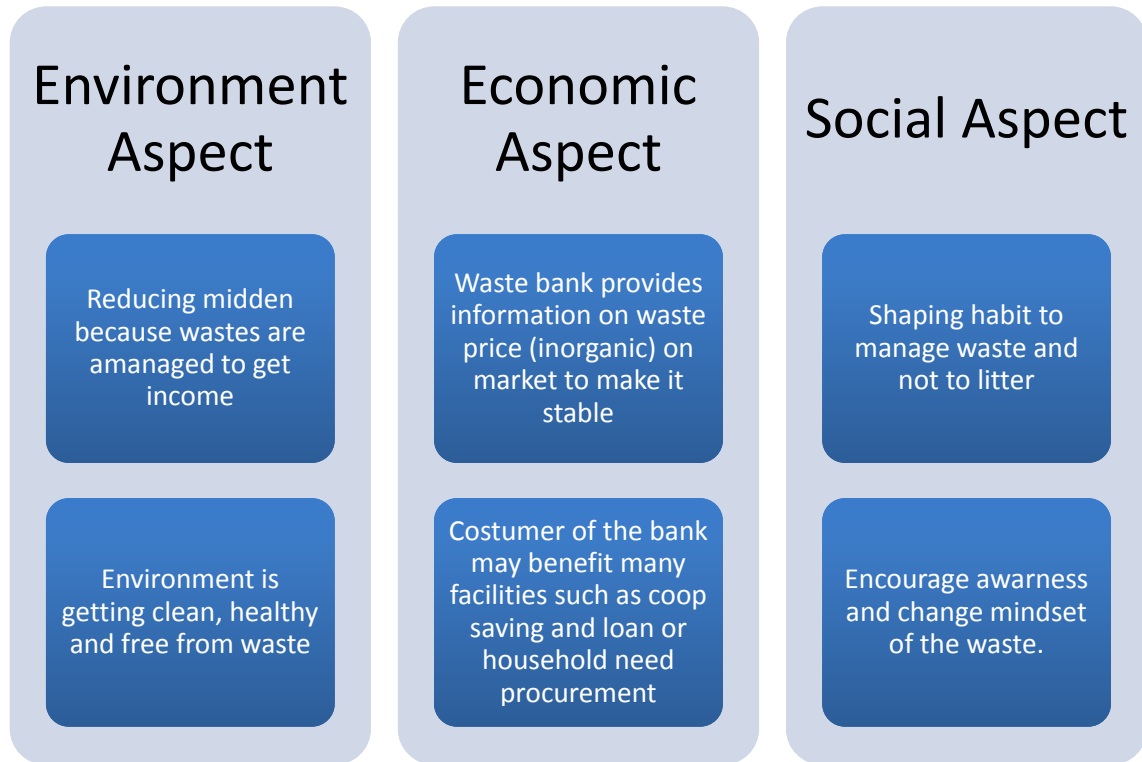 Environment
Aspect
Reducing midden
because wastes are
amanaged to get
income
Environment is
getting clean, healthy
and free from waste
Economic
Aspect
Waste bank provides
information on waste
price (inorganic) on
market to make it
stable
Costumer of the bank
may benefit many
facilities such as coop
saving and loan or
household need
procurement
Social Aspect
Shaping habit to
manage waste and
not to litter
Encourage awarness
and change mindset
of the waste.